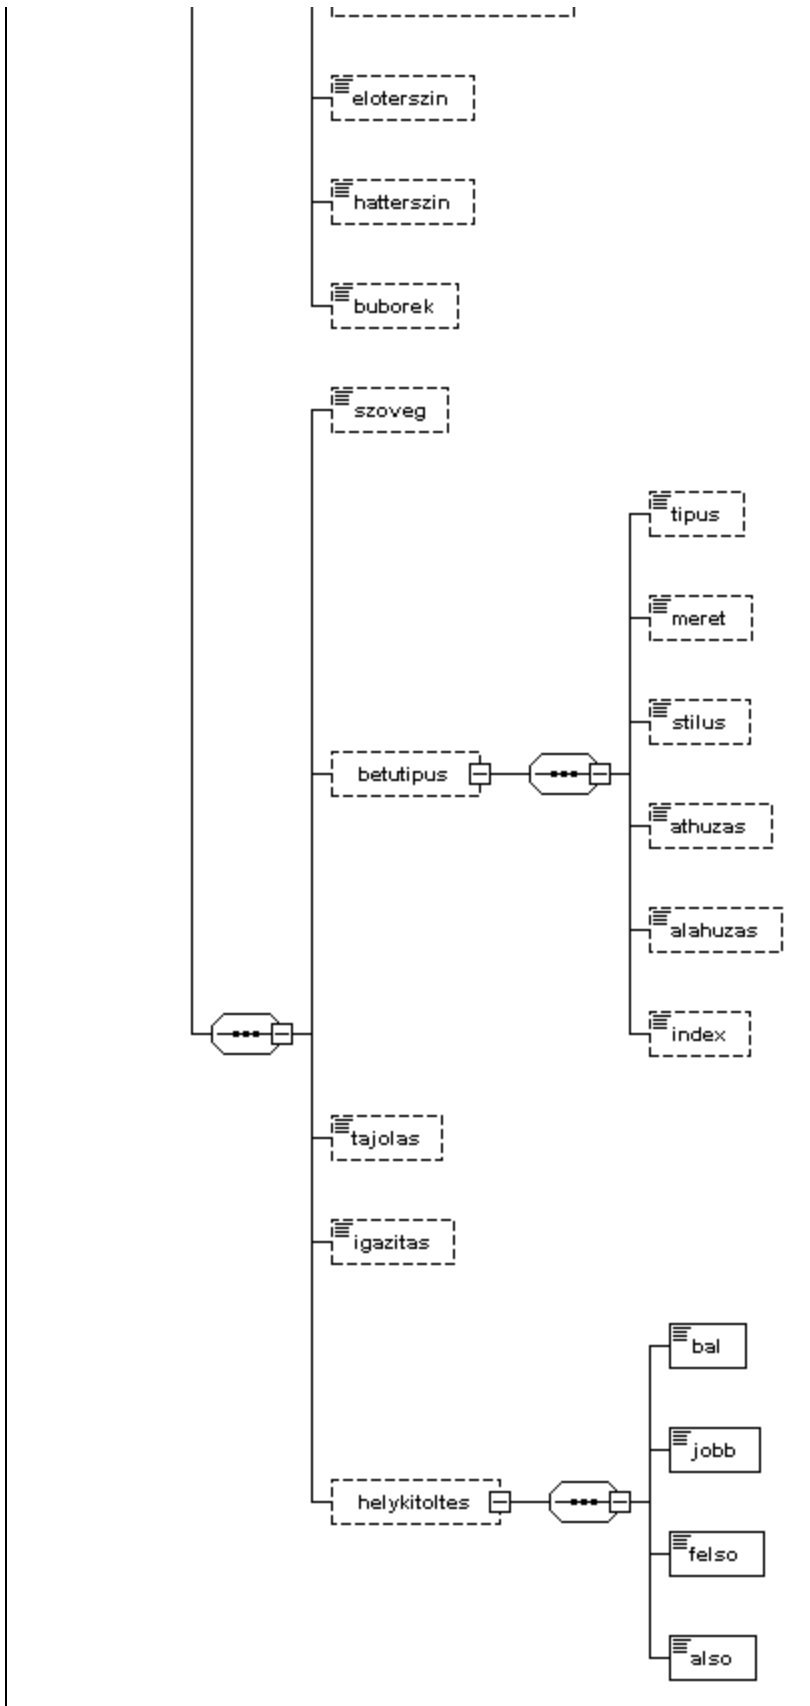 eloterszin
hatterszin
buborek
szoveg
tipus
meret
stilus
betutipus
athuzas
alahuzas
index
tajolas
igazitas
bal
jobb
helykitoltes
felso
also